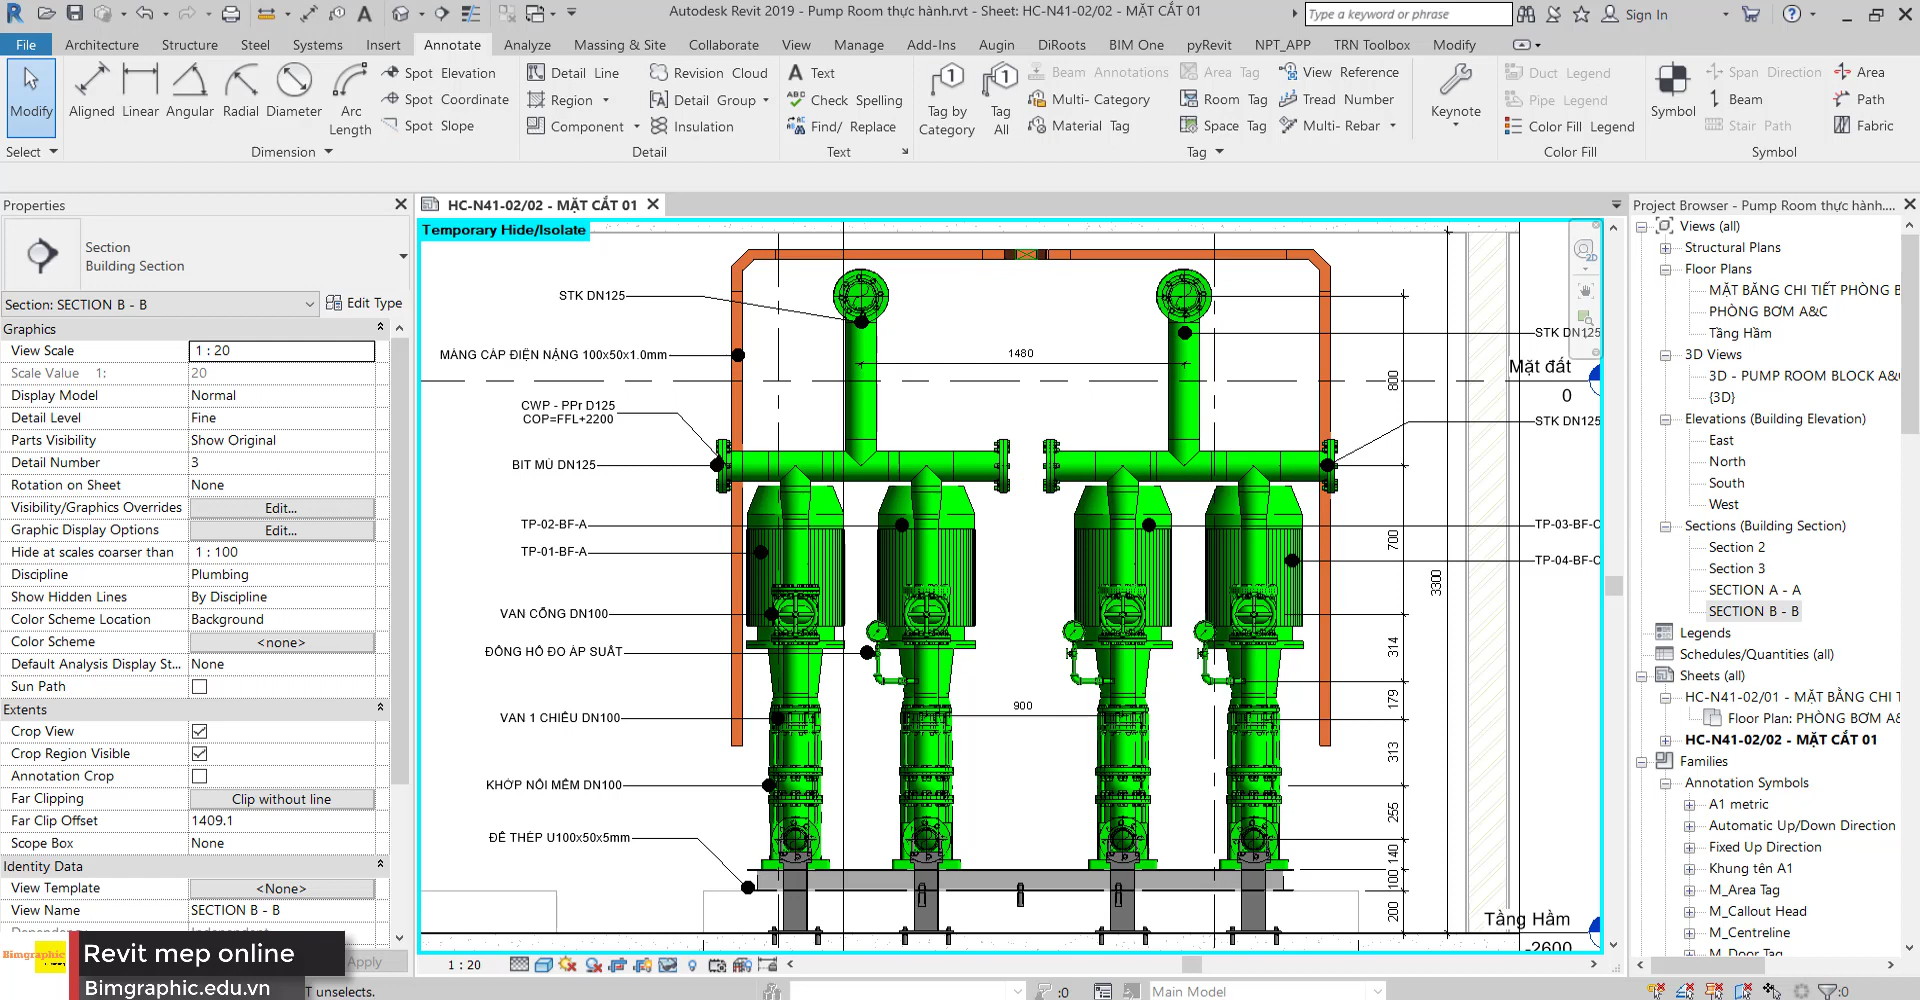 Autodesk Revit 2019 - Pump Room thực hành.rvt - Sheet: HC-N41-02/02 - MẶT CẮT 01
Type a keyword or phrase
Sign In
File Architecture Structure Steel Systems Insert Annotate Analyze Massing & Site Collaborate View Manage Add-Ins Augin DiRoots BIM One pyRevit NPT_APP TRN Toolbox Modify
Modify
Select
Aligned Linear Angular Radial Diameter Arc Length
Spot Elevation
Spot Coordinate
Spot Slope
Dimension
Detail Line
Region
Component
Revision Cloud
Detail Group
Insulation
Detail
Text
Check Spelling
Find/ Replace
Text
Tag by Category
Tag All
Beam Annotations
Multi- Category
Material Tag
Area Tag
Room Tag
Space Tag
View Reference
Tread Number
Multi- Rebar
Tag
Keynote
Duct Legend
Pipe Legend
Color Fill Legend
Color Fill
Symbol
Span Direction
Beam
Stair Path
Area
Path
Fabric
Symbol
Properties
Section
Building Section
Section: SECTION B - B
Edit Type
Graphics
View Scale 1 : 20
Scale Value 1: 20
Display Model Normal
Detail Level Fine
Parts Visibility Show Original
Detail Number 3
Rotation on Sheet None
Visibility/Graphics Overrides Edit...
Graphic Display Options Edit...
Hide at scales coarser than 1 : 100
Discipline Plumbing
Show Hidden Lines By Discipline
Color Scheme Location Background
Color Scheme <none>
Default Analysis Display St... None
Sun Path
Extents
Crop View
Crop Region Visible
Annotation Crop
Far Clipping Clip without line
Far Clip Offset 1409.1
Scope Box None
Identity Data
View Template <None>
View Name SECTION B - B
Dependency Independent
Apply
Bimgraphic
Revit mep online
Bimgraphic.edu.vn
T unselects.
HC-N41-02/02 - MẶT CẮT 01
Temporary Hide/Isolate
STK DN125
MÁNG CÁP ĐIỆN NẶNG 100x50x1.0mm
CWP - PPr D125
COP=FFL+2200
BÍT MÙ DN125
TP-02-BF-A
TP-01-BF-A
VAN CỔNG DN100
ĐỒNG HỒ ĐO ÁP SUẤT
VAN 1 CHIỀU DN100
KHỚP NỐI MỀM DN100
ĐẾ THÉP U100x50x5mm
1480
900
800
700
314
179
313
255
140
100
200
3300
STK DN125
Mặt đất
0
STK DN125
TP-03-BF-C
TP-04-BF-C
Tầng Hầm
-2600
2D
1 : 20
:0
Main Model
:0
Project Browser - Pump Room thực hành....
Views (all)
Structural Plans
Floor Plans
MẶT BẰNG CHI TIẾT PHÒNG B
PHÒNG BƠM A&C
Tầng Hầm
3D Views
3D - PUMP ROOM BLOCK A&C
{3D}
Elevations (Building Elevation)
East
North
South
West
Sections (Building Section)
Section 2
Section 3
SECTION A - A
SECTION B - B
Legends
Schedules/Quantities (all)
Sheets (all)
HC-N41-02/01 - MẶT BẰNG CHI T
Floor Plan: PHÒNG BƠM A&
HC-N41-02/02 - MẶT CẮT 01
Families
Annotation Symbols
A1 metric
Automatic Up/Down Direction
Fixed Up Direction
Khung tên A1
M_Area Tag
M_Callout Head
M_Centreline
M_Door Tag